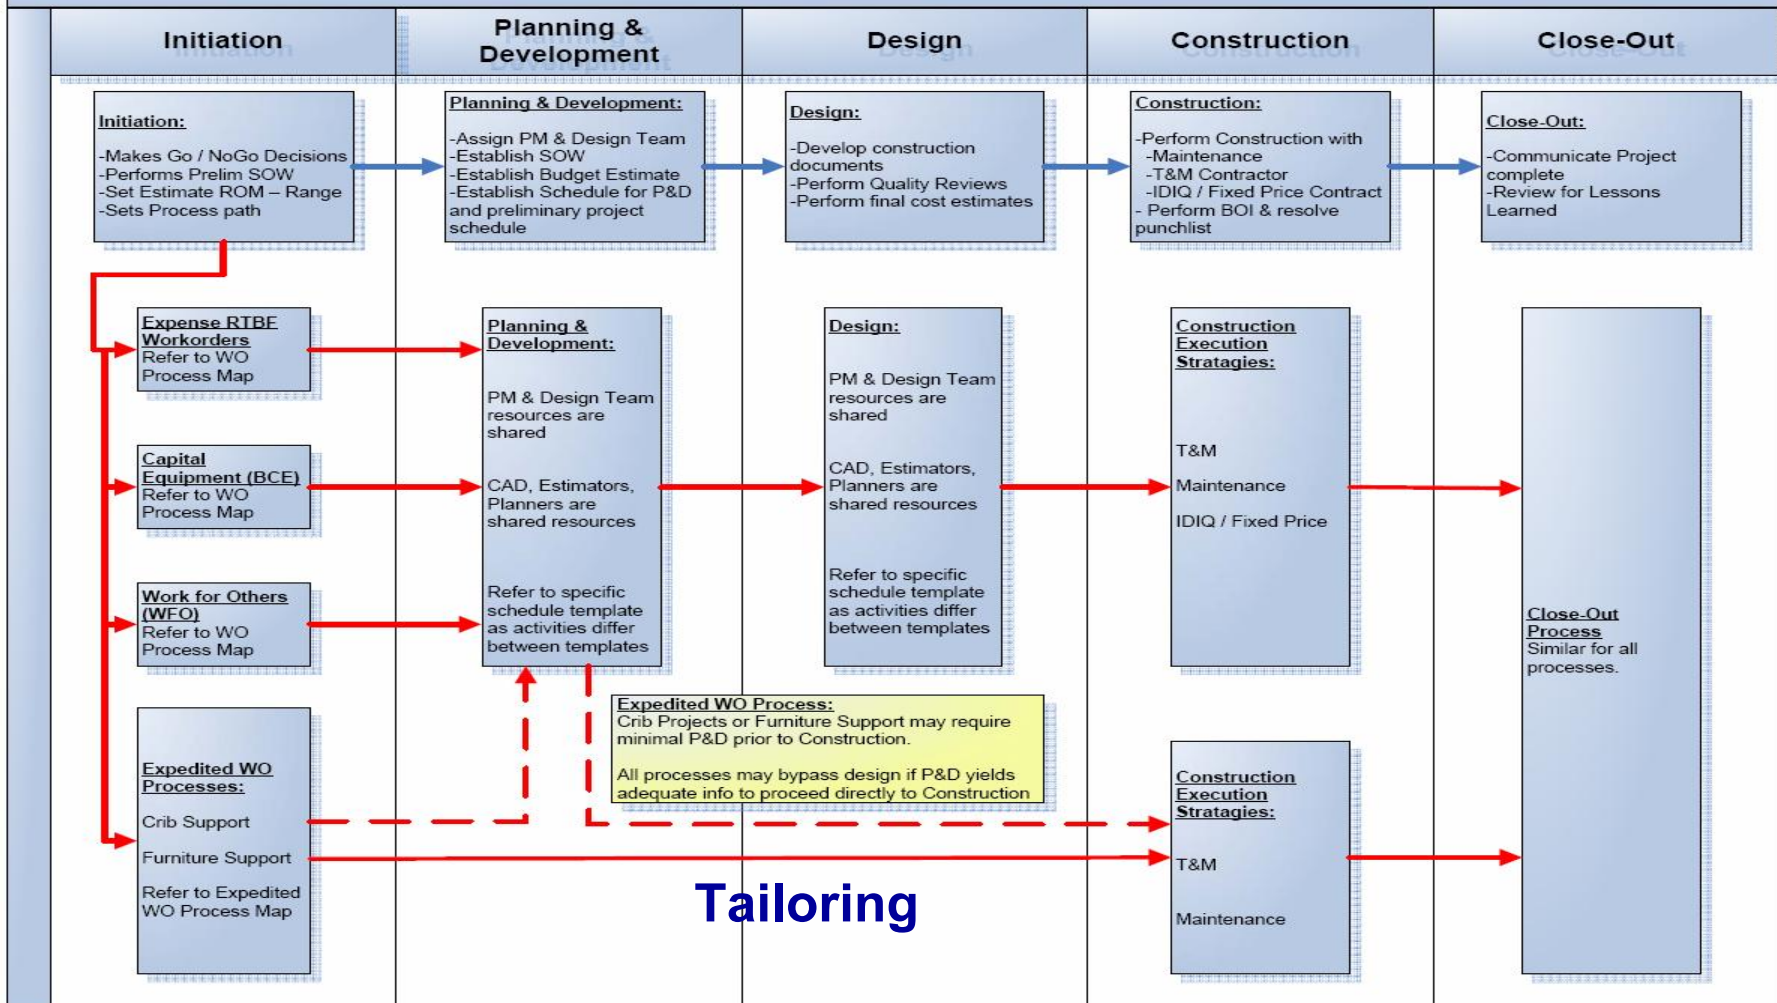 Initiation
Planning &
Development
Design
Construction
Close-Out
Initiation:
-Makes Go / NoGo Decisions
-Performs Prelim SOW
-Set Estimate ROM – Range
-Sets Process path
Planning & Development:
-Assign PM & Design Team
-Establish SOW
-Establish Budget Estimate
-Establish Schedule for P&D
and preliminary project
schedule
Design:
-Develop construction
documents
-Perform Quality Reviews
-Perform final cost estimates
Construction:
-Perform Construction with
-Maintenance
-T&M Contractor
-IDIQ / Fixed Price Contract
- Perform BOI & resolve
punchlist
Close-Out:
-Communicate Project
complete
-Review for Lessons
Learned
Expense RTBF
Workorders
Refer to WO
Process Map
Capital
Equipment (BCE)
Refer to WO
Process Map
Work for Others
(WFO)
Refer to WO
Process Map
Expedited WO
Processes:
Crib Support
Furniture Support
Refer to Expedited
WO Process Map
Planning &
Development:
PM & Design Team
resources are
shared
CAD, Estimators,
Planners are
shared resources
Refer to specific
schedule template
as activities differ
between templates
Design:
PM & Design Team
resources are
shared
CAD, Estimators,
Planners are
shared resources
Refer to specific
schedule template
as activities differ
between templates
Expedited WO Process:
Crib Projects or Furniture Support may require
minimal P&D prior to Construction.
All processes may bypass design if P&D yields
adequate info to proceed directly to Construction
Construction
Execution
Stratagies:
T&M
Maintenance
IDIQ / Fixed Price
Construction
Execution
Stratagies:
T&M
Maintenance
Close-Out
Process
Similar for all
processes.
Tailoring